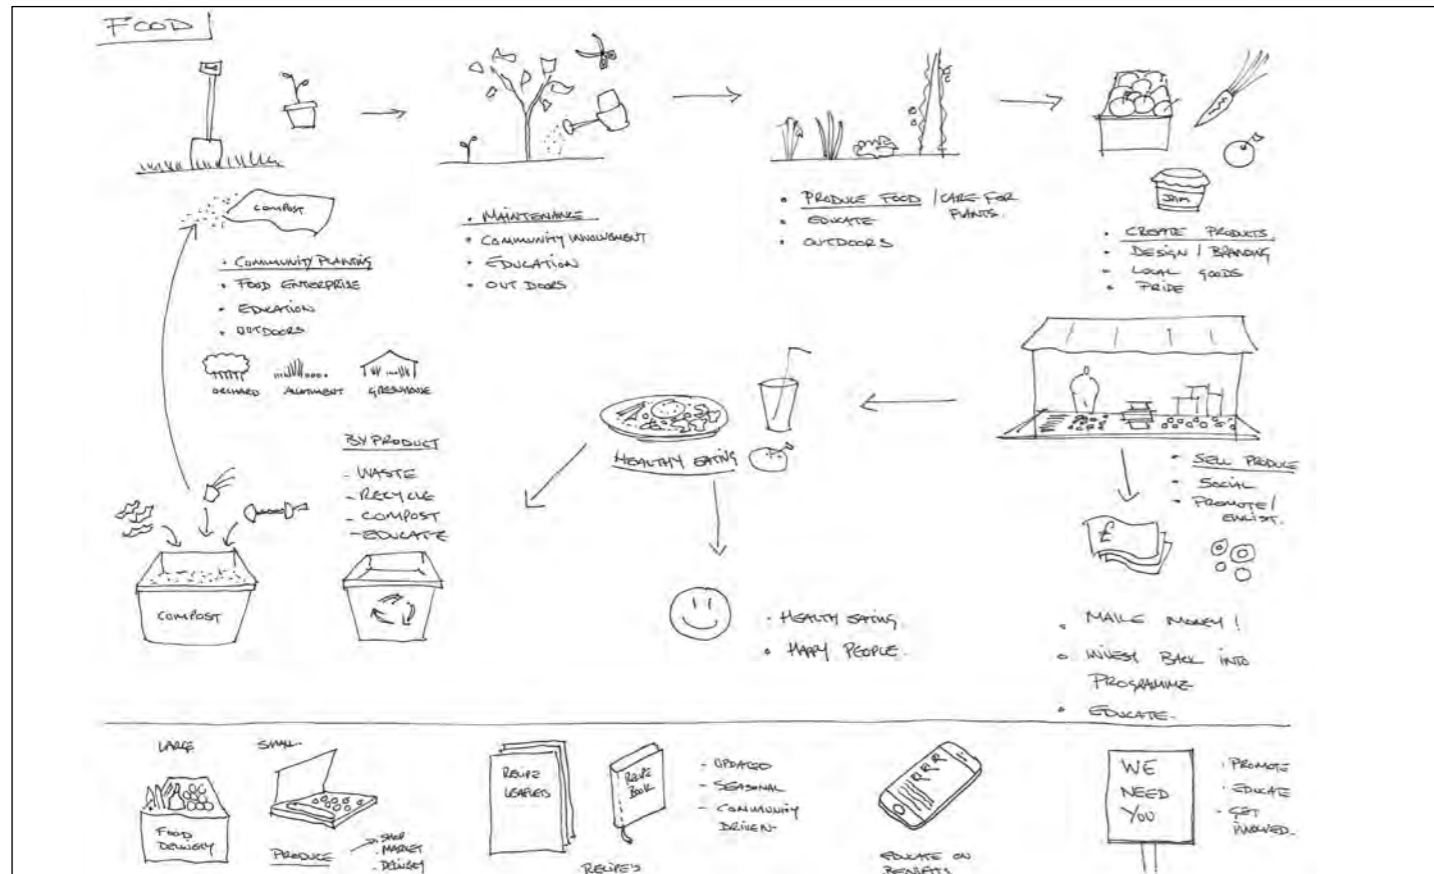 FOOD
COMPOST
• COMMUNITY PLANTING
• FOOD ENTERPRISE
• EDUCATION
• OUTDOORS
ORCHARD
ALLOTMENT
GREENHOUSE
• MAINTENANCE
• COMMUNITY INVOLVMENT
• EDUCATION
• OUTDOORS
• PRODUCE FOOD / CARE FOR
PLANTS.
• EDUCATE
• OUTDOORS
JAM
• CREATE PRODUCTS
• DESIGN / BRANDING
- LOCAL GOODS
• PRIDE
• SELL PRODUCE
• SOCIAL
• PROMOTE /
ENLIST.
£
• MAKE MONEY!
• INVEST BACK INTO
PROGRAMME
• EDUCATE
HEALTHY EATING
• HEALTHY EATING
• HAPPY PEOPLE
BY PRODUCT
- WASTE
- RECYCLE
- COMPOST
- EDUCATE
COMPOST
LARGE
FOOD
DELIVERY
SMALL
PRODUCE
- SHOP
- MARKET
- DELIVERY
RECIPE
LEAFLETS
RECIPE
BOOK
RECIPE'S
- UPDATED
- SEASONAL
- COMMUNITY
DRIVEN
EDUCATE ON
BENEFITS
WE
NEED
YOU
• PROMOTE
• EDUCATE
- GET
INVOLVED